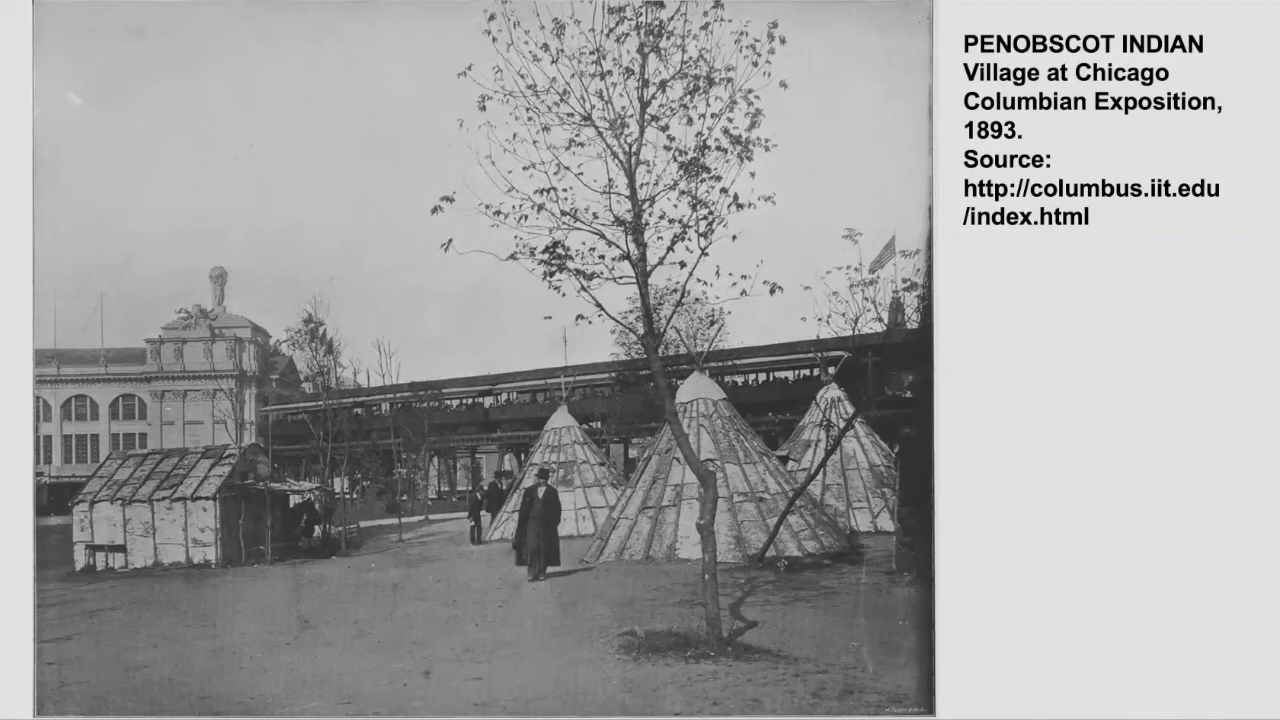 PENOBSCOT INDIAN
Village at Chicago
Columbian Exposition,
1893.
Source:
http://columbus.iit.edu
/index.html